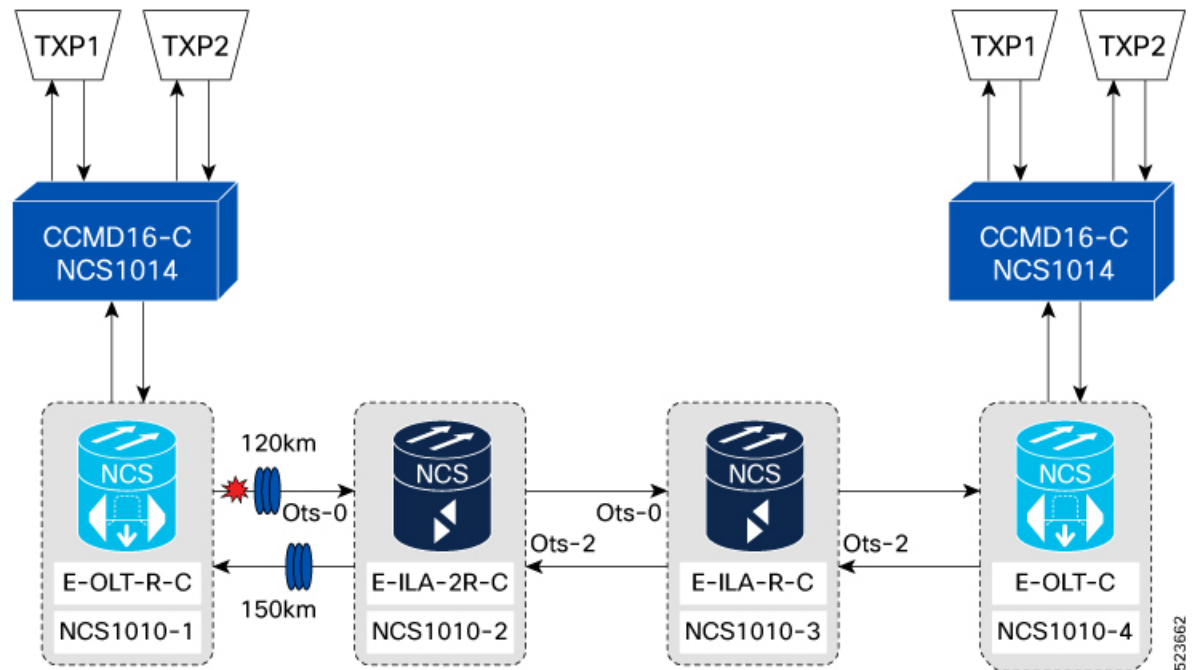 TXP1 TXP2 TXP1 TXP2
CCMD16-C
NCS1014
CCMD16-C
NCS1014
120km
NCS NCS NCS NCS
Ots-0 Ots-0
Ots-2 Ots-2
150km
E-OLT-R-C E-ILA-2R-C E-ILA-R-C E-OLT-C
NCS1010-1 NCS1010-2 NCS1010-3 NCS1010-4
523662